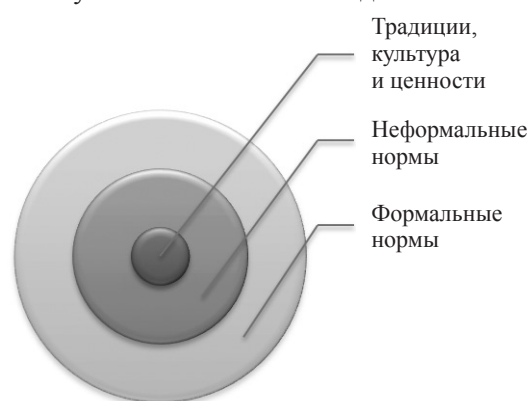 Традиции,
культура
и ценности
Неформальные
нормы
Формальные
нормы